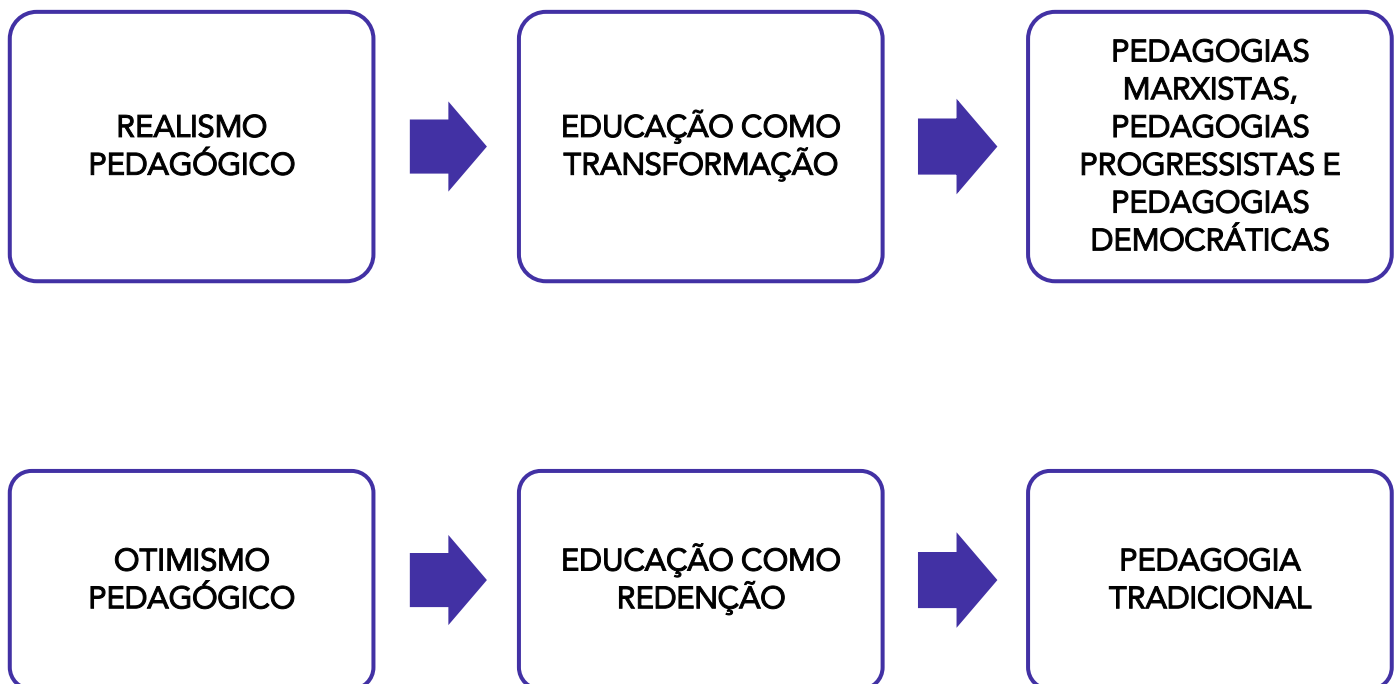 REALISMO
PEDAGÓGICO
EDUCAÇÃO COMO
TRANSFORMAÇÃO
PEDAGOGIAS
MARXISTAS,
PEDAGOGIAS
PROGRESSISTAS E
PEDAGOGIAS
DEMOCRÁTICAS
OTIMISMO
PEDAGÓGICO
EDUCAÇÃO COMO
REDENÇÃO
PEDAGOGIA
TRADICIONAL